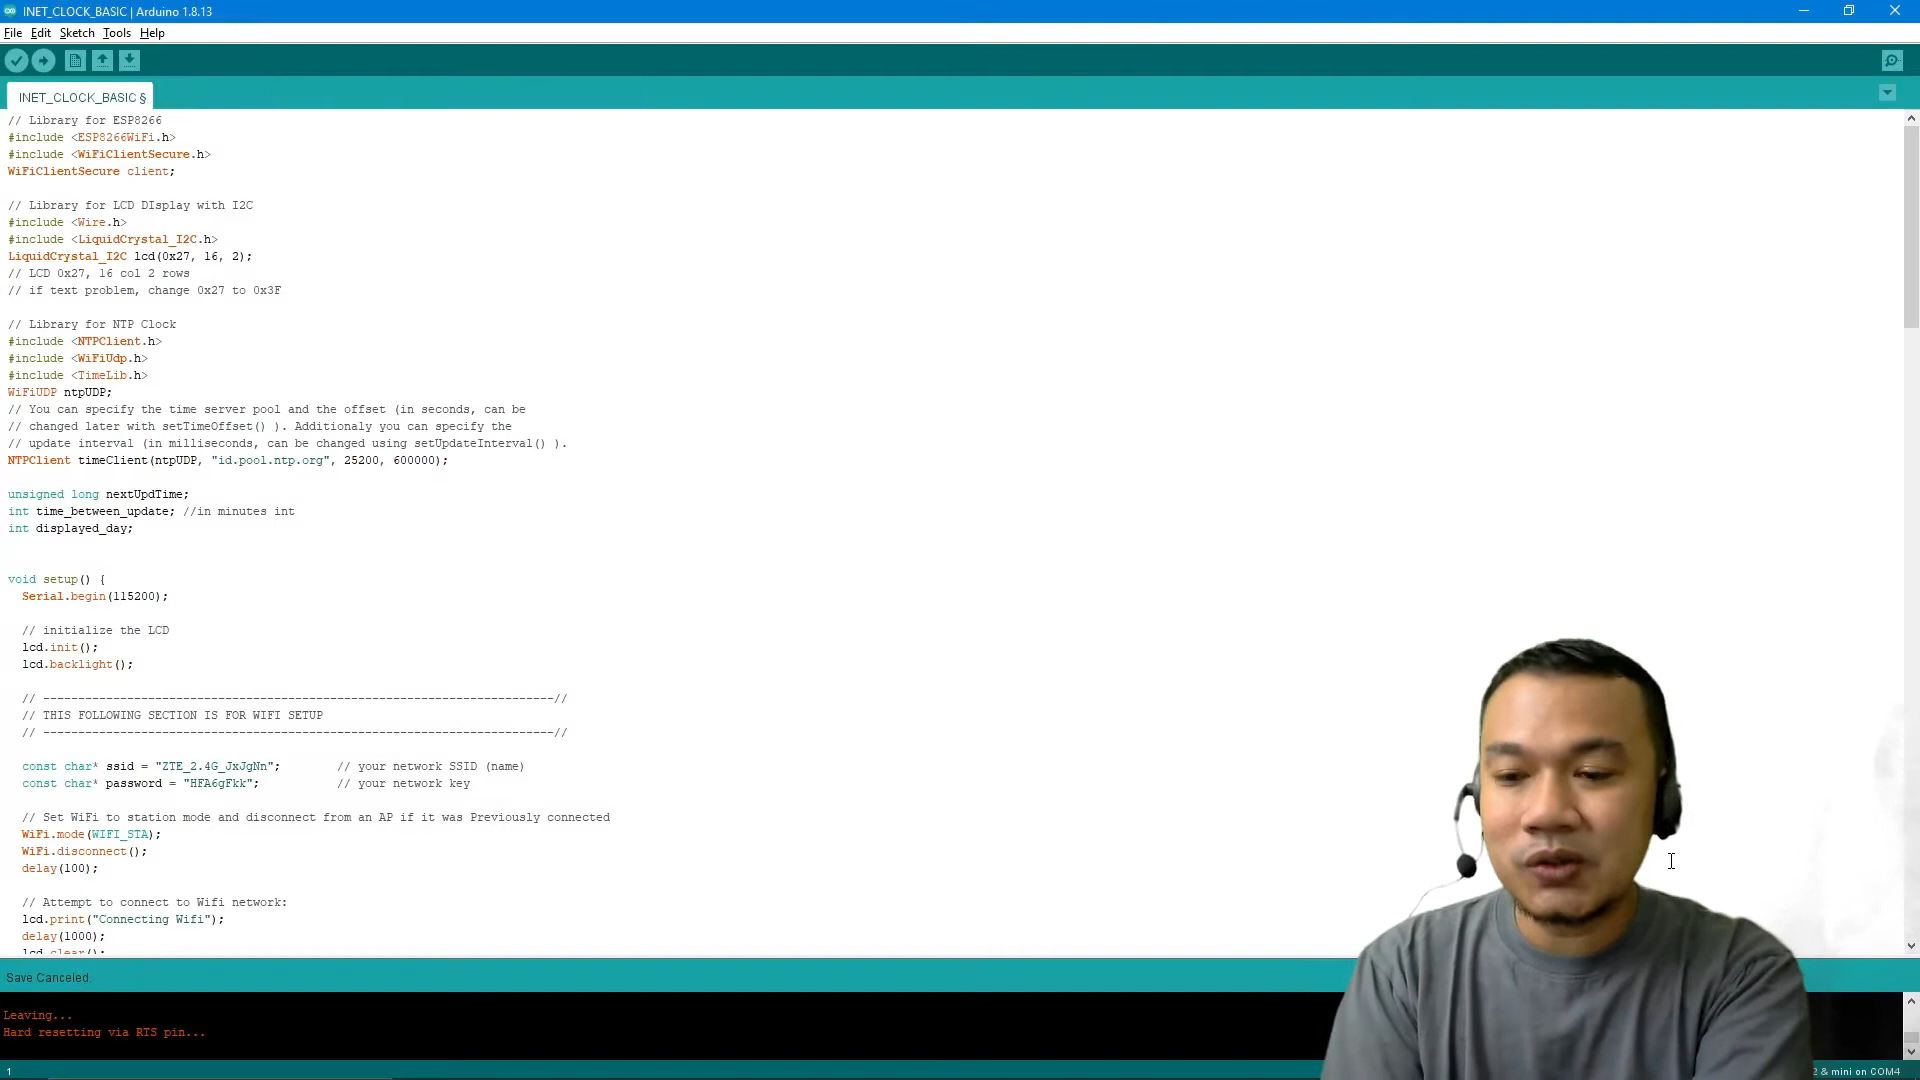 INET_CLOCK_BASIC | Arduino 1.8.13
File Edit Sketch Tools Help
INET_CLOCK_BASIC §
// Library for ESP8266
#include <ESP8266WiFi.h>
#include <WiFiClientSecure.h>
WiFiClientSecure client;
// Library for LCD DIsplay with I2C
#include <Wire.h>
#include <LiquidCrystal_I2C.h>
LiquidCrystal_I2C lcd(0x27, 16, 2);
// LCD 0x27, 16 col 2 rows
// if text problem, change 0x27 to 0x3F
// Library for NTP Clock
#include <NTPClient.h>
#include <WiFiUdp.h>
#include <TimeLib.h>
WiFiUDP ntpUDP;
// You can specify the time server pool and the offset (in seconds, can be
// changed later with setTimeOffset() ). Additionaly you can specify the
// update interval (in milliseconds, can be changed using setUpdateInterval() ).
NTPClient timeClient(ntpUDP, "id.pool.ntp.org", 25200, 600000);
unsigned long nextUpdTime;
int time_between_update; //in minutes int
int displayed_day;
void setup() {
Serial.begin(115200);
// initialize the LCD
lcd.init();
lcd.backlight();
// -------------------------------------------------------------------------//
// THIS FOLLOWING SECTION IS FOR WIFI SETUP
// -------------------------------------------------------------------------//
const char* ssid = "ZTE_2.4G_JxJgNn"; // your network SSID (name)
const char* password = "HFA6gFkk"; // your network key
// Set WiFi to station mode and disconnect from an AP if it was Previously connected
WiFi.mode(WIFI_STA);
WiFi.disconnect();
delay(100);
// Attempt to connect to Wifi network:
lcd.print("Connecting Wifi");
delay(1000);
lcd.clear();
Save Canceled.
Leaving...
Hard resetting via RTS pin...
1
2 & mini on COM4